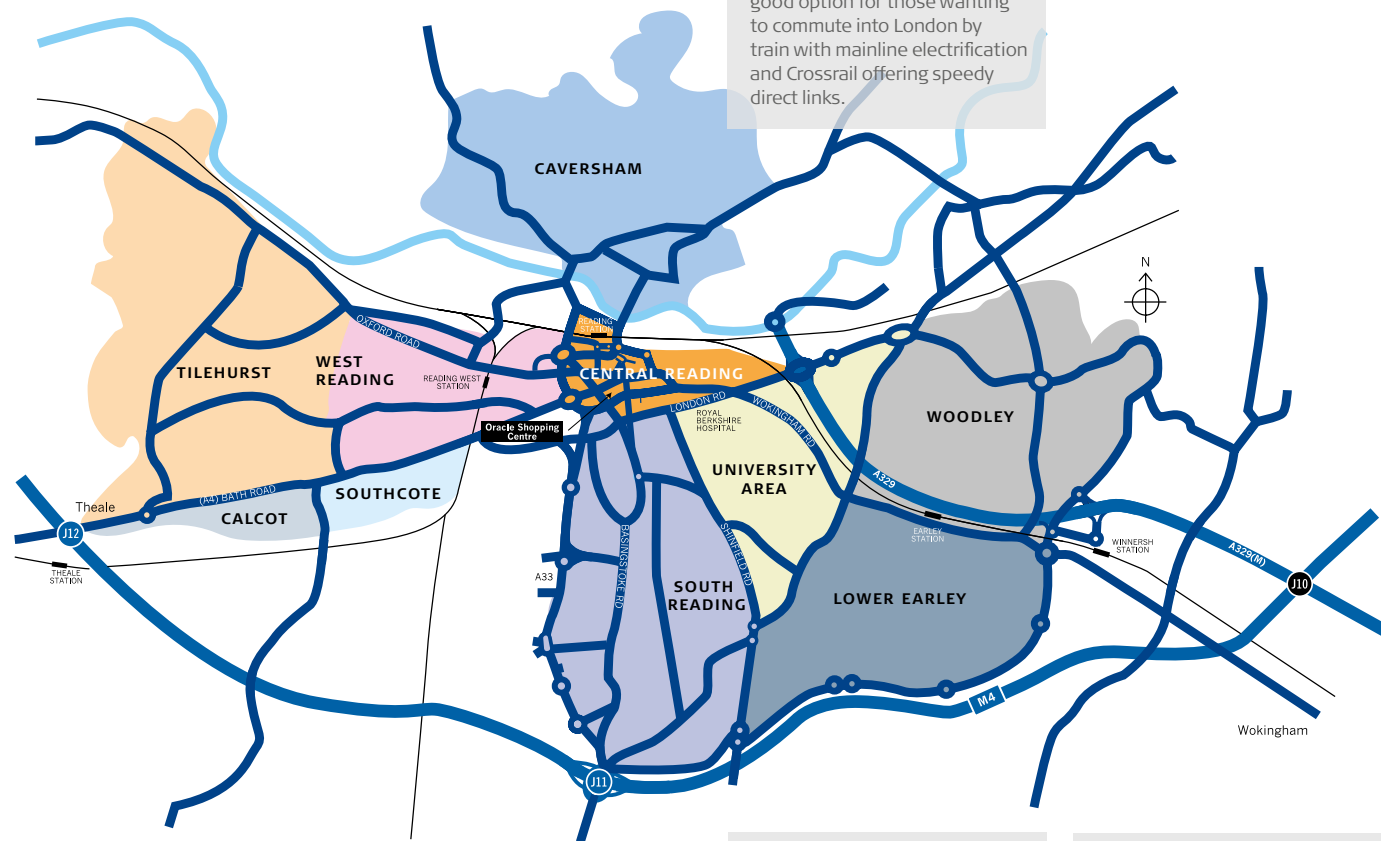 good option for those wanting
to commute into London by
train with mainline electrification
and Crossrail offering speedy
direct links.
CAVERSHAM
N
READING
STATION
OXFORD ROAD
WEST
READING
TILEHURST
READING WEST
STATION
CENTRAL READING
LONDON RD
WOKINGHAM RD
ROYAL
BERKSHIRE
HOSPITAL
WOODLEY
Oracle Shopping
Centre
UNIVERSITY
AREA
A329
(A4) BATH ROAD
SOUTHCOTE
CALCOT
Theale
J12
THEALE
STATION
EARLEY
STATION
WINNERSH
STATION
A329(M)
J10
A33
BASINGSTOKE RD
SHINFIELD RD
SOUTH
READING
LOWER EARLEY
M4
Wokingham
J11